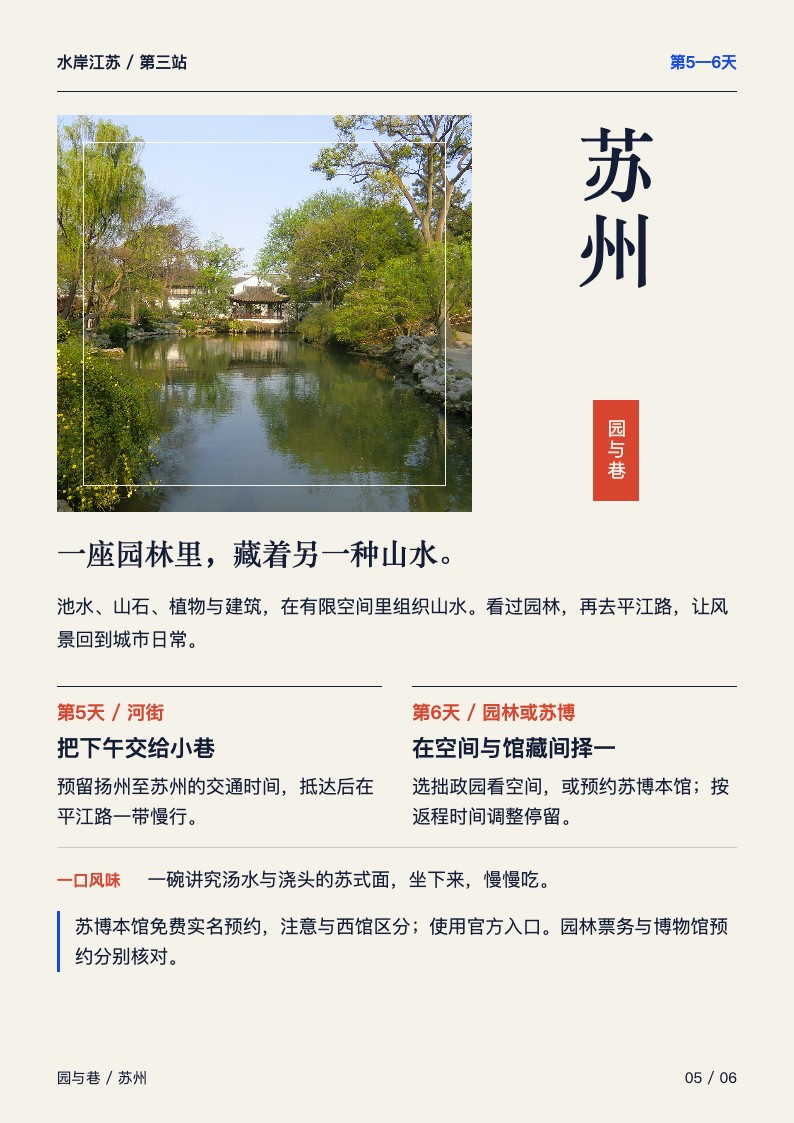 水岸江苏 / 第三站
第5—6天
苏州
园与巷
一座园林里，藏着另一种山水。
池水、山石、植物与建筑，在有限空间里组织山水。看过园林，再去平江路，让风
景回到城市日常。
第5天 / 河街
把下午交给小巷
预留扬州至苏州的交通时间，抵达后在
平江路一带慢行。
第6天 / 园林或苏博
在空间与馆藏间择一
选拙政园看空间，或预约苏博本馆；按
返程时间调整停留。
一口风味 一碗讲究汤水与浇头的苏式面，坐下来，慢慢吃。
苏博本馆免费实名预约，注意与西馆区分；使用官方入口。园林票务与博物馆预
约分别核对。
园与巷 / 苏州
05 / 06